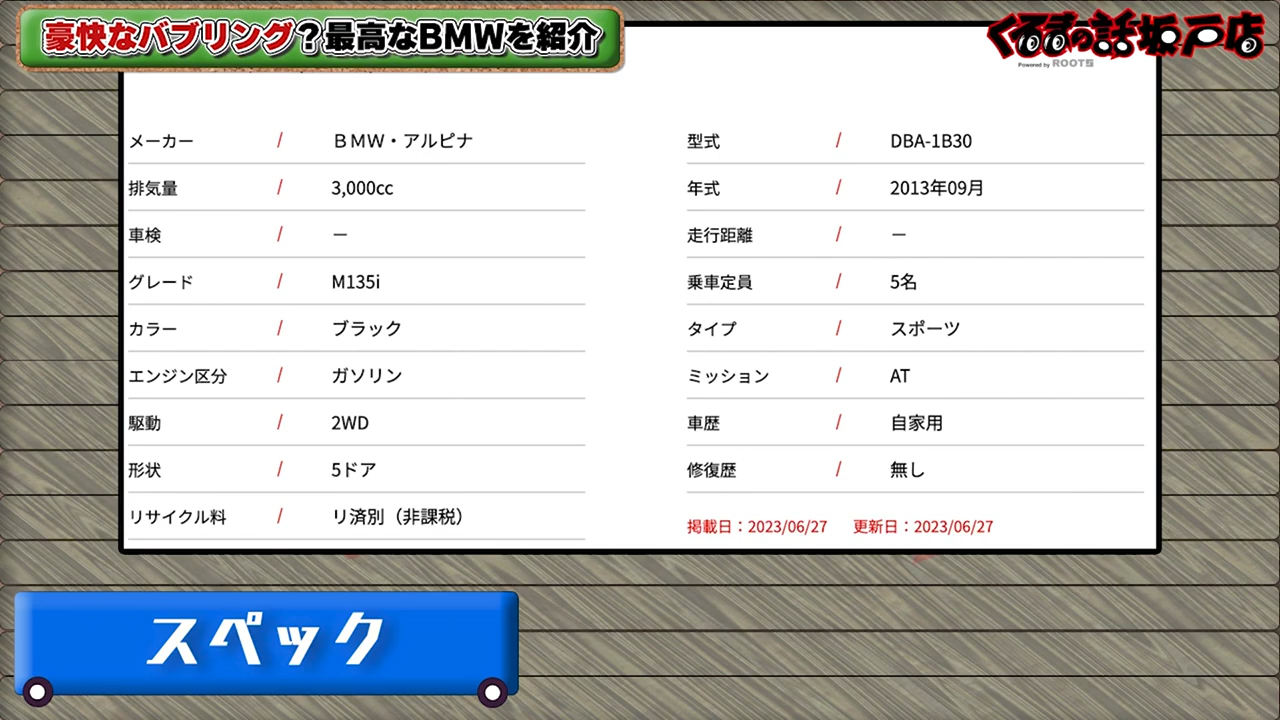 豪快なバブリング？最高なBMWを紹介
くるまの話坂戸店
Powered by ROOTS
メーカー / ＢＭＷ・アルピナ
排気量 / 3,000cc
車検 / －
グレード / M135i
カラー / ブラック
エンジン区分 / ガソリン
駆動 / 2WD
形状 / 5ドア
リサイクル料 / リ済別（非課税）
型式 / DBA-1B30
年式 / 2013年09月
走行距離 / －
乗車定員 / 5名
タイプ / スポーツ
ミッション / AT
車歴 / 自家用
修復歴 / 無し
掲載日：2023/06/27 更新日：2023/06/27
スペック